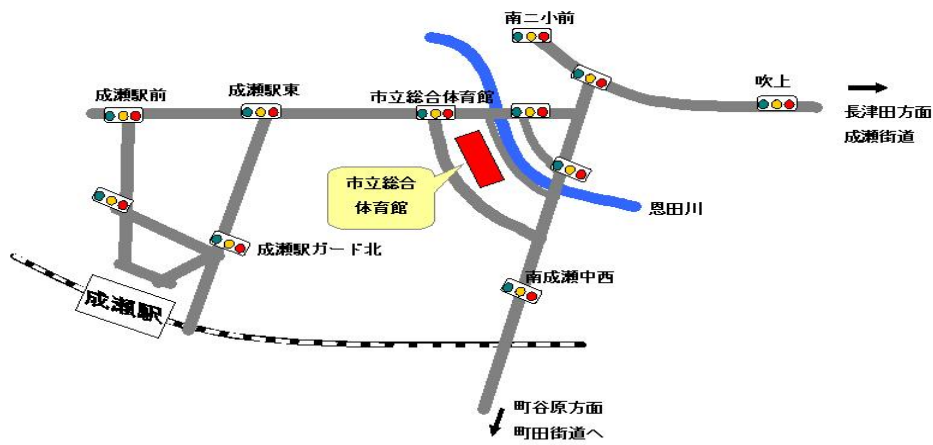 南二小前
吹上
長津田方面
成瀬街道
成瀬駅前
成瀬駅東
市立総合体育館
市立総合
体育館
恩田川
成瀬駅ガード北
南成瀬中西
成瀬駅
町谷原方面
町田街道へ